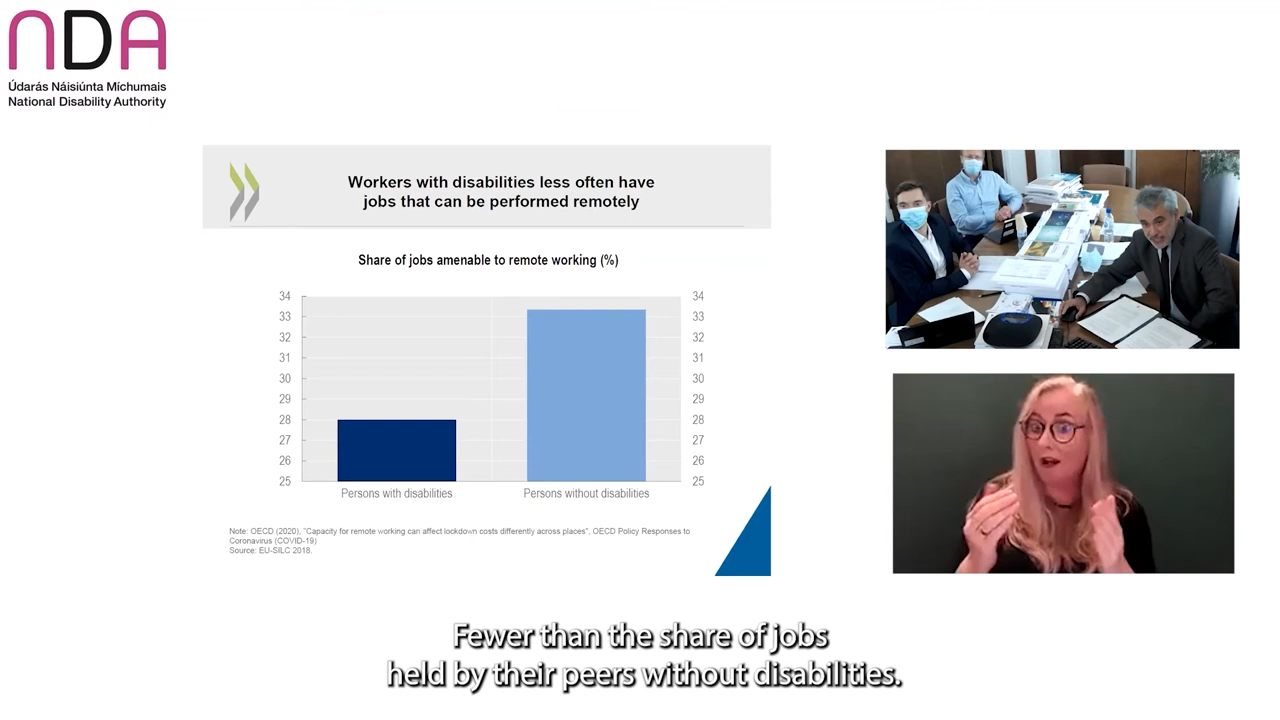 NDA
Údarás Náisiúnta Míchumais
National Disability Authority
Workers with disabilities less often have
jobs that can be performed remotely
Share of jobs amenable to remote working (%)
34 34
33 33
32 32
31 31
30 30
29 29
28 28
27 27
26 26
25 25
Persons with disabilities Persons without disabilities
Note: OECD (2020), "Capacity for remote working can affect lockdown costs differently across places", OECD Policy Responses to
Coronavirus (COVID-19)
Source: EU-SILC 2018.
Fewer than the share of jobs
held by their peers without disabilities.